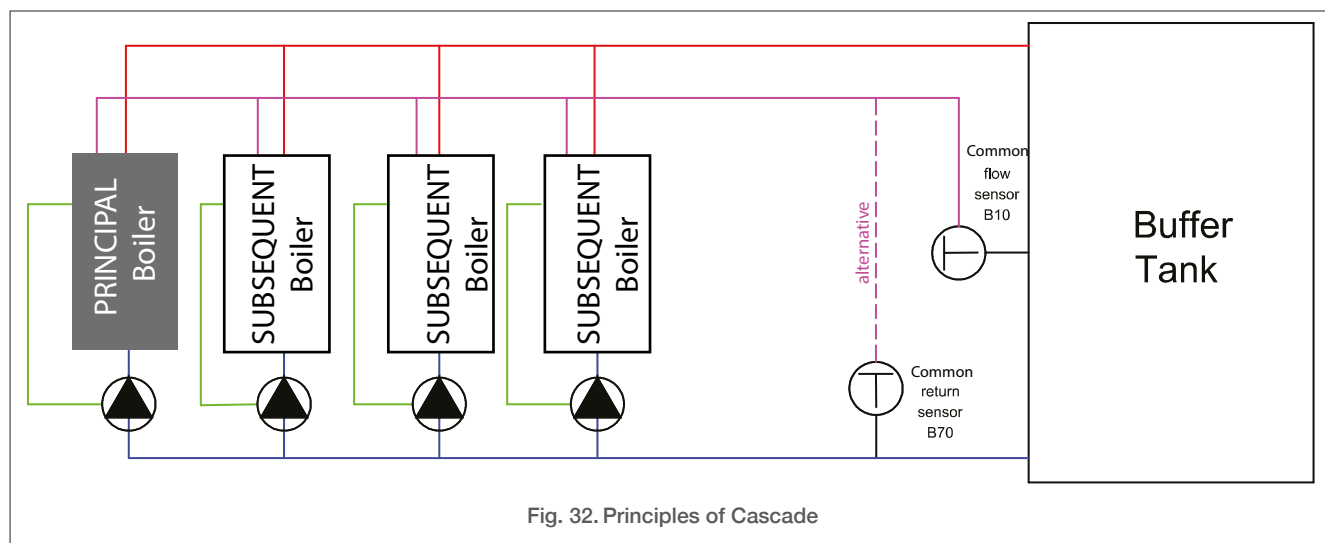 PRINCIPAL
Boiler
SUBSEQUENT
Boiler
SUBSEQUENT
Boiler
SUBSEQUENT
Boiler
alternative
Common
flow
sensor
B10
Common
return
sensor
B70
Buffer
Tank
Fig. 32. Principles of Cascade